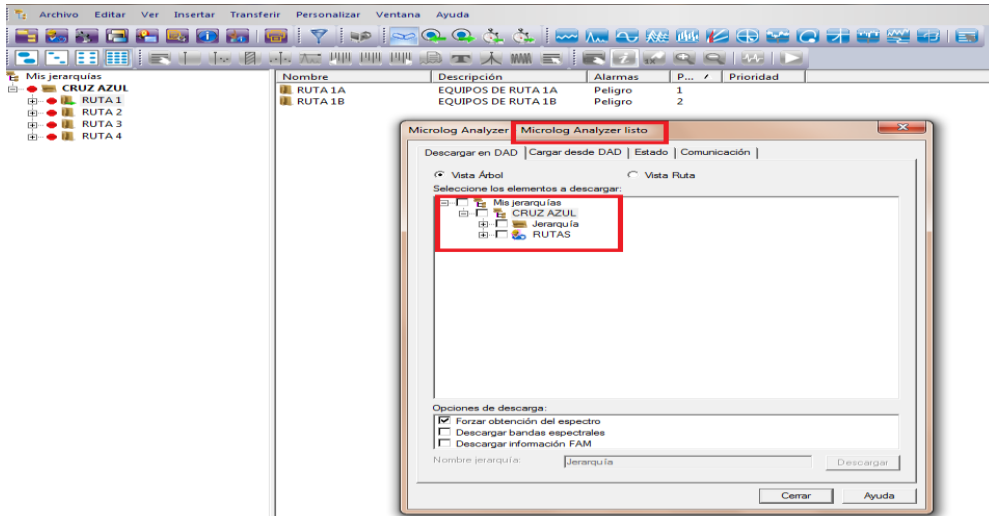 Archivo Editar Ver Insertar Transferir Personalizar Ventana Ayuda
Mis jerarquías
CRUZ AZUL
RUTA 1
RUTA 2
RUTA 3
RUTA 4
Nombre Descripción Alarmas P... Prioridad
RUTA 1A EQUIPOS DE RUTA 1A Peligro 1
RUTA 1B EQUIPOS DE RUTA 1B Peligro 2
Microlog Analyzer Microlog Analyzer listo
Descargar en DAD Cargar desde DAD Estado Comunicación
Vista Árbol Vista Ruta
Seleccione los elementos a descargar:
Mis jerarquías
CRUZ AZUL
Jerarquía
RUTAS
Opciones de descarga:
Forzar obtención del espectro
Descargar bandas espectrales
Descargar información FAM
Nombre jerarquía: Jerarquía Descargar
Cerrar Ayuda